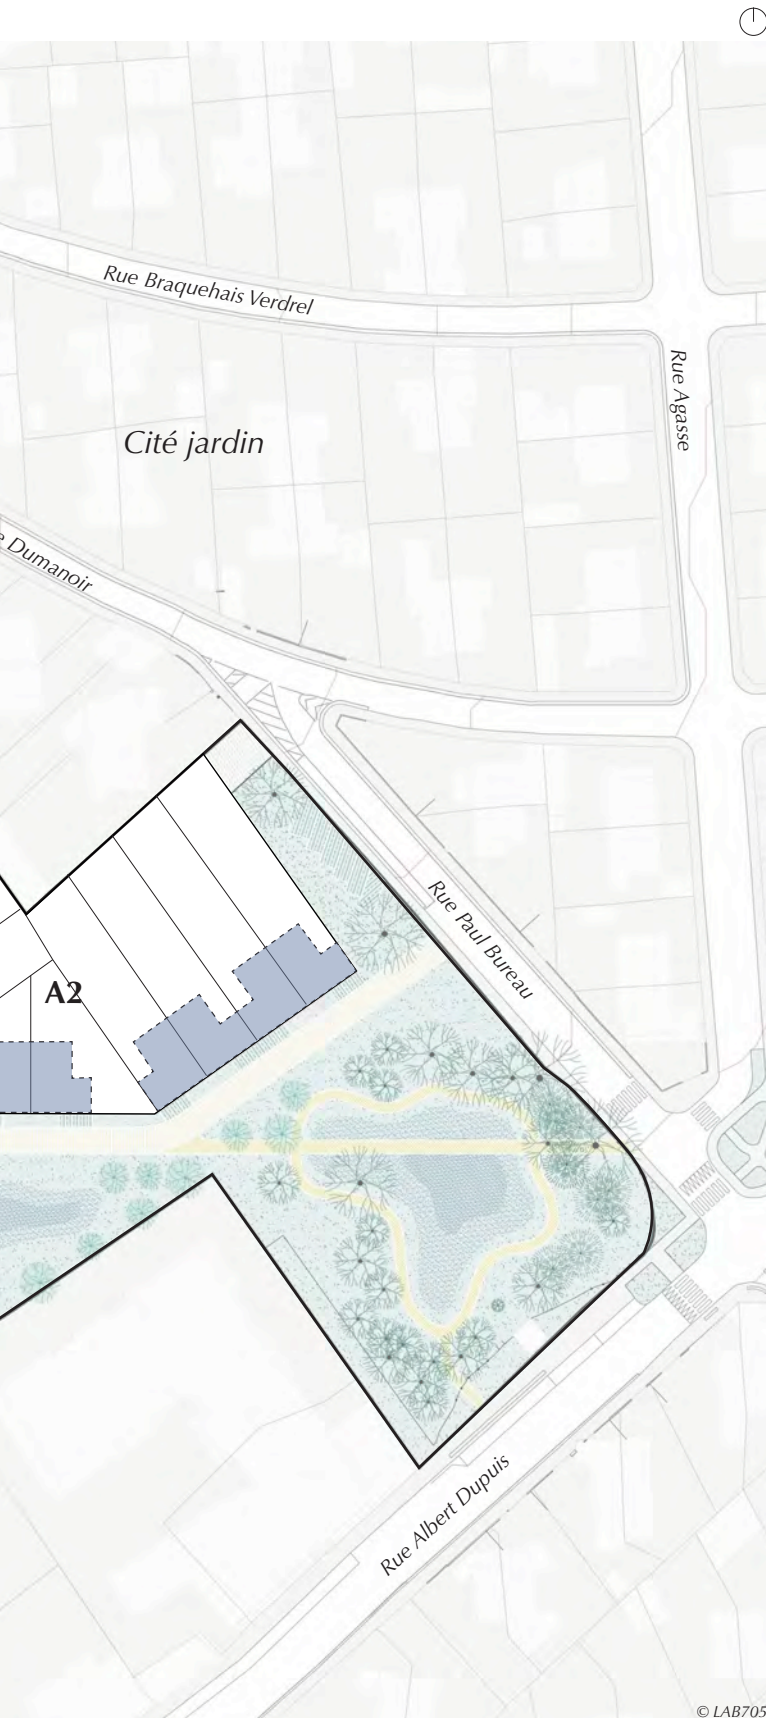 Rue Braquehais Verdrel
Rue Agasse
Cité jardin
Dumanoir
Rue Paul Bureau
A2
Rue Albert Dupuis
© LAB705